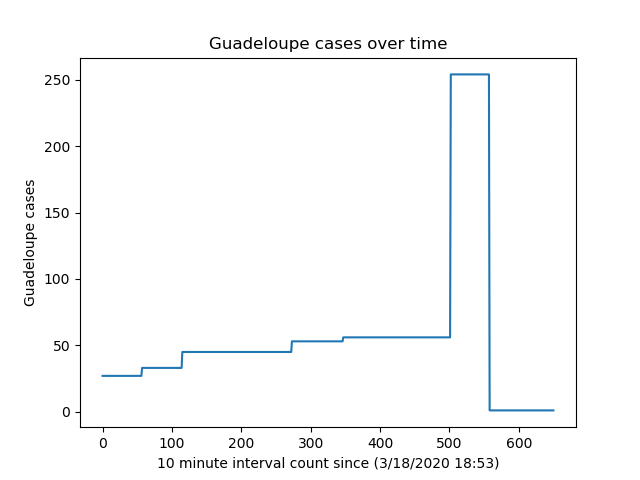 Guadeloupe cases over time
Guadeloupe cases
250
200
150
100
50
0
0 100 200 300 400 500 600
10 minute interval count since (3/18/2020 18:53)